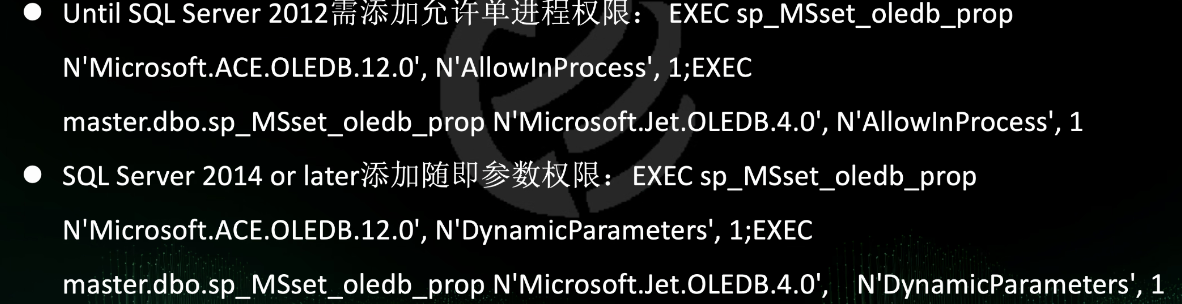 ● Until SQL Server 2012需添加允许单进程权限： EXEC sp_MSset_oledb_prop
N'Microsoft.ACE.OLEDB.12.0', N'AllowInProcess', 1;EXEC
master.dbo.sp_MSset_oledb_prop N'Microsoft.Jet.OLEDB.4.0', N'AllowInProcess', 1
● SQL Server 2014 or later添加随即参数权限：EXEC sp_MSset_oledb_prop
N'Microsoft.ACE.OLEDB.12.0', N'DynamicParameters', 1;EXEC
master.dbo.sp_MSset_oledb_prop N'Microsoft.Jet.OLEDB.4.0', N'DynamicParameters', 1